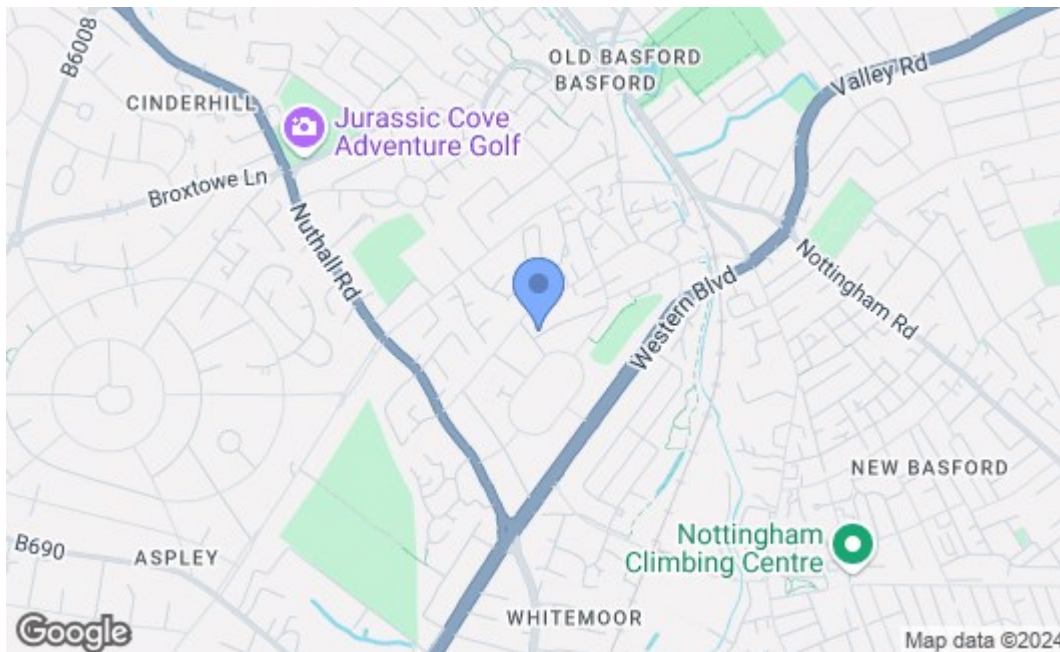 B6008
OLD BASFORD
BASFORD
Valley Rd
CINDERHILL
Jurassic Cove
Adventure Golf
Broxtowe Ln
Nuthall Rd
Western Blvd
Nottingham Rd
NEW BASFORD
B690
ASPLEY
Nottingham
Climbing Centre
WHITEMOOR
Google
Map data ©2024